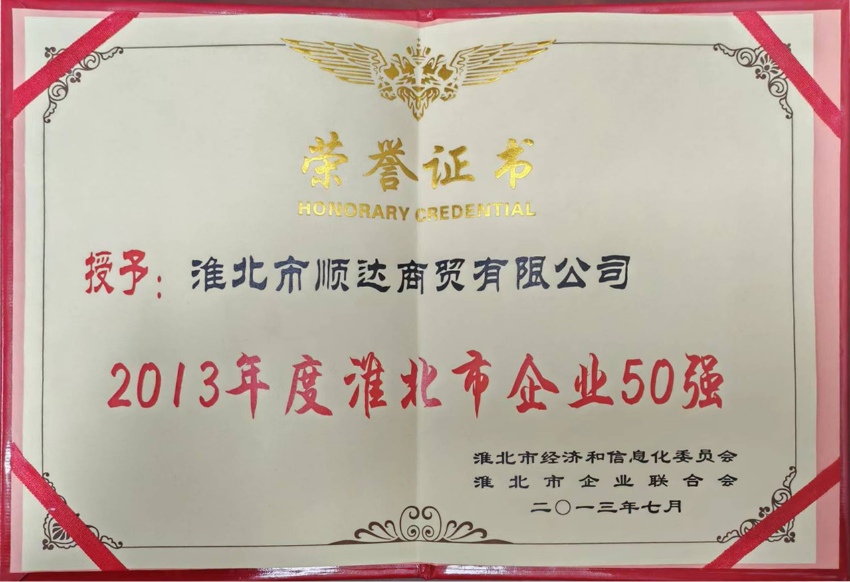 荣誉证书
HONORARY CREDENTIAL
授予：淮北市顺达商贸有限公司
2013年度淮北市企业50强
淮北市经济和信息化委员会
淮北市企业联合会
二〇一三年七月